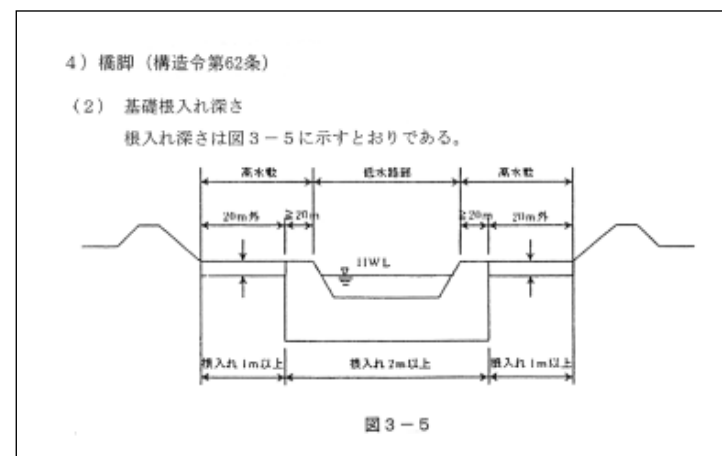 4）橋脚（構造令第62条）
（2） 基礎根入れ深さ
根入れ深さは図3－5に示すとおりである。
高水敷 低水路部 高水敷
20m外 ≧20m ≧20m 20m外
HWL
根入れ1m以上 根入れ2m以上 根入れ1m以上
図3－5